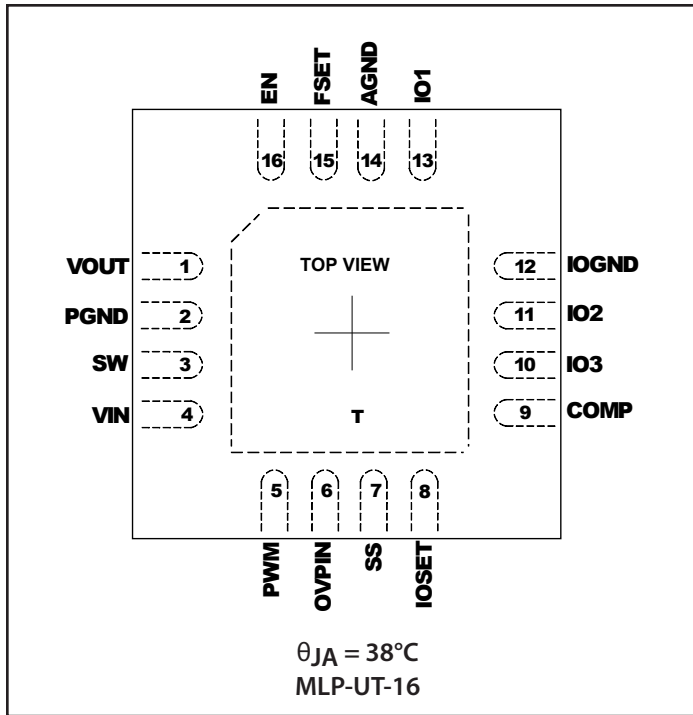 EN FSET AGND IO1
16 15 14 13
TOP VIEW
VOUT 1
PGND 2
SW 3
VIN 4
12 IOGND
11 IO2
10 IO3
9 COMP
T
5 6 7 8
PWM OVPIN SS IOSET
θJA = 38°C
MLP-UT-16